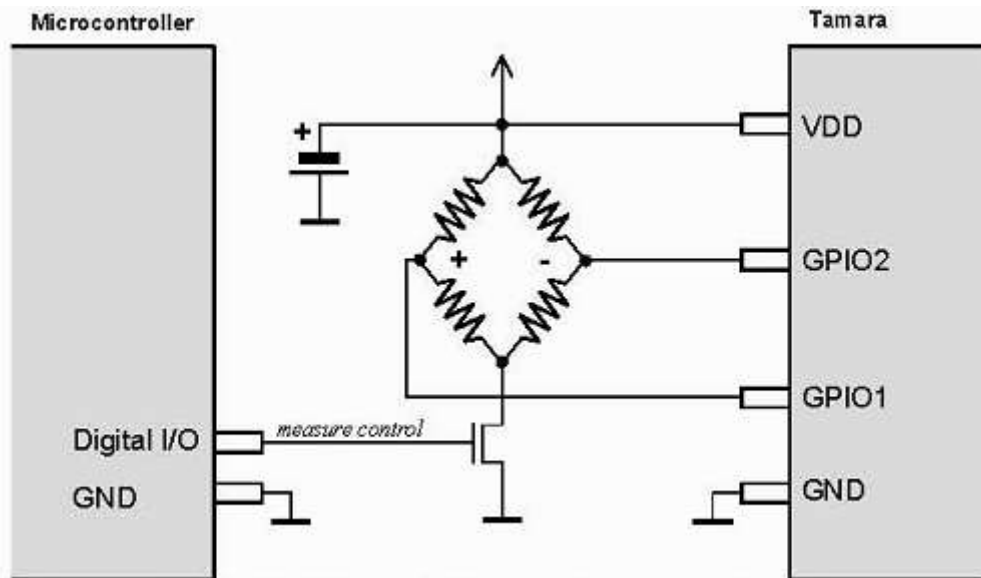 Microcontroller
Tamara
+
VDD
+ -
GPIO2
GPIO1
Digital I/O
measure control
GND
GND